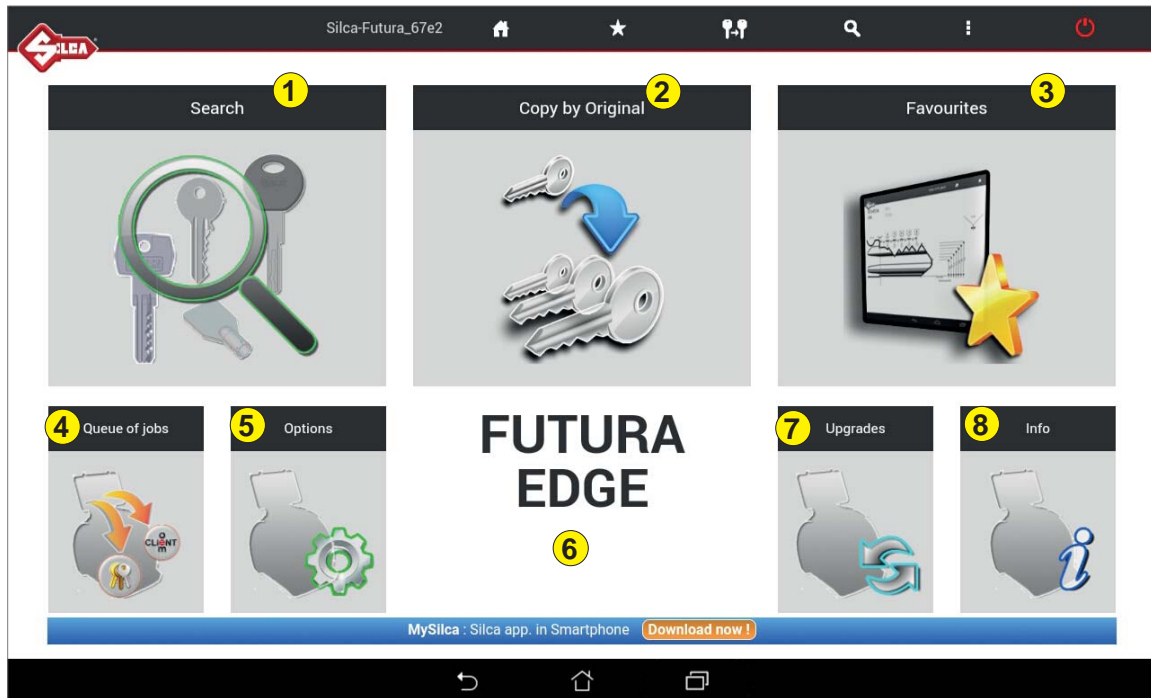 SILCA
Silca-Futura_67e2
1
Search
2
Copy by Original
3
Favourites
4
Queue of jobs
5
Options
FUTURA
EDGE
6
7
Upgrades
8
Info
CLIENT
MySilca : Silca app. in Smartphone Download now !